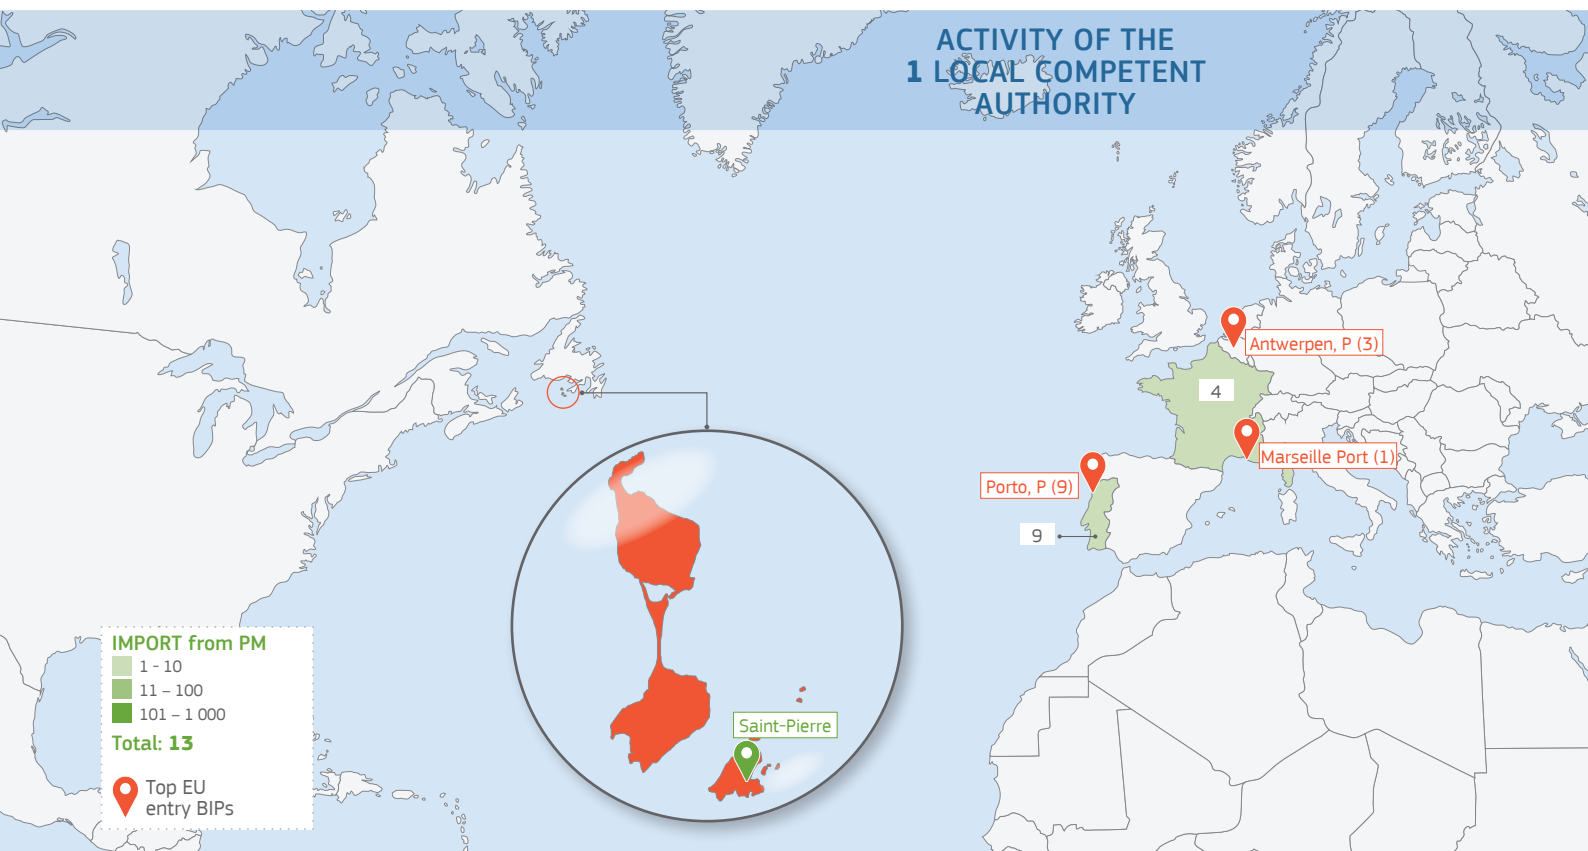 ACTIVITY OF THE
1 LOCAL COMPETENT
AUTHORITY
Antwerpen, P (3)
4
Marseille Port (1)
Porto, P (9)
9
IMPORT from PM
1 - 10
11 – 100
101 – 1 000
Total: 13
Top EU
entry BIPs
Saint-Pierre